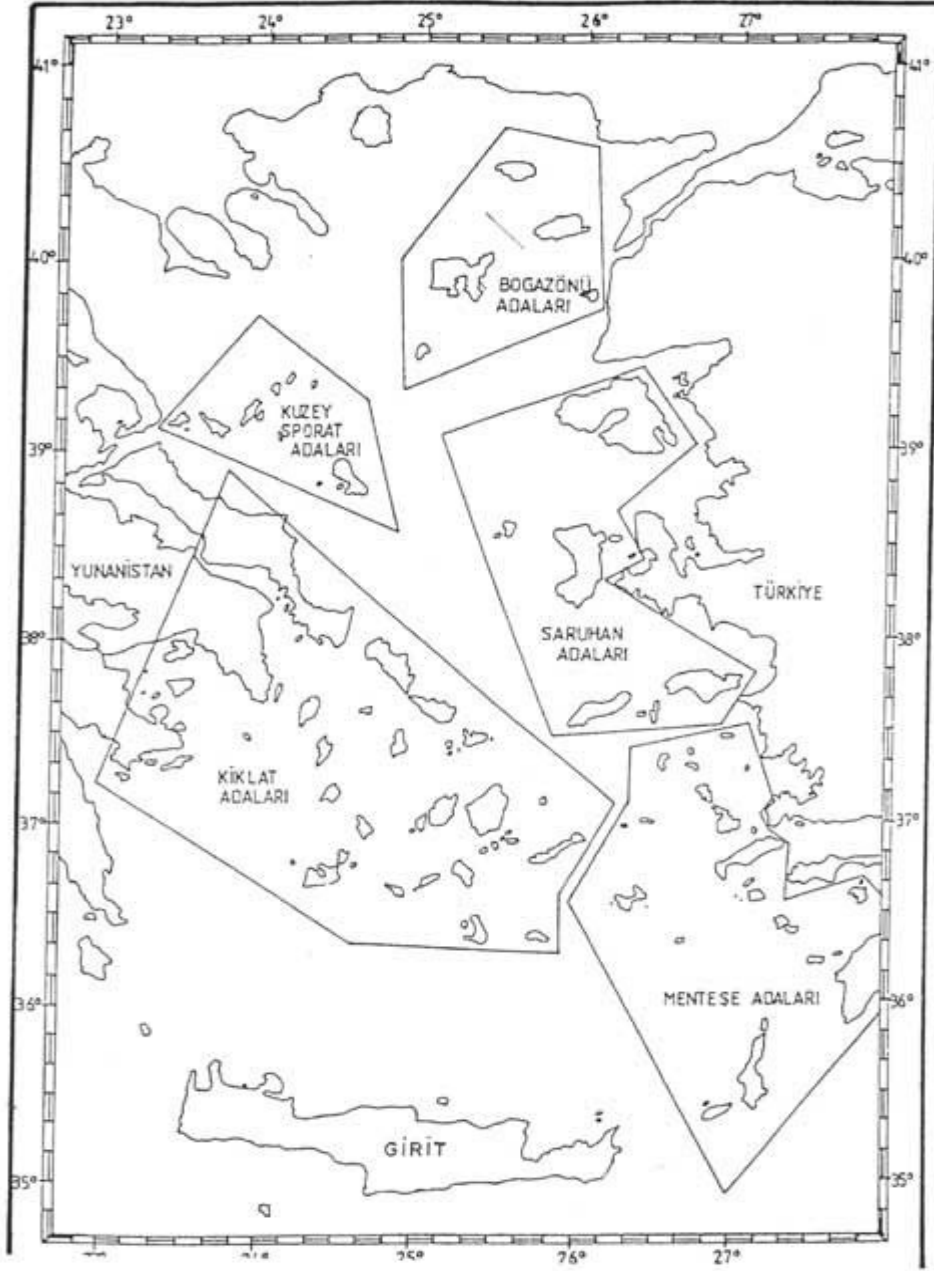 23° 24° 25° 26° 27°
41° 41°
40° 40°
BOGAZÖNÜ
ADALARI
KUZEY
SPORAT
ADALARI
39° 39°
YUNANİSTAN
TÜRKİYE
SARUHAN
ADALARI
38° 38°
KİKLAT
ADALARI
37° 37°
36° 36°
MENTEŞE ADALARI
GİRİT
35° 35°
25° 26° 27°